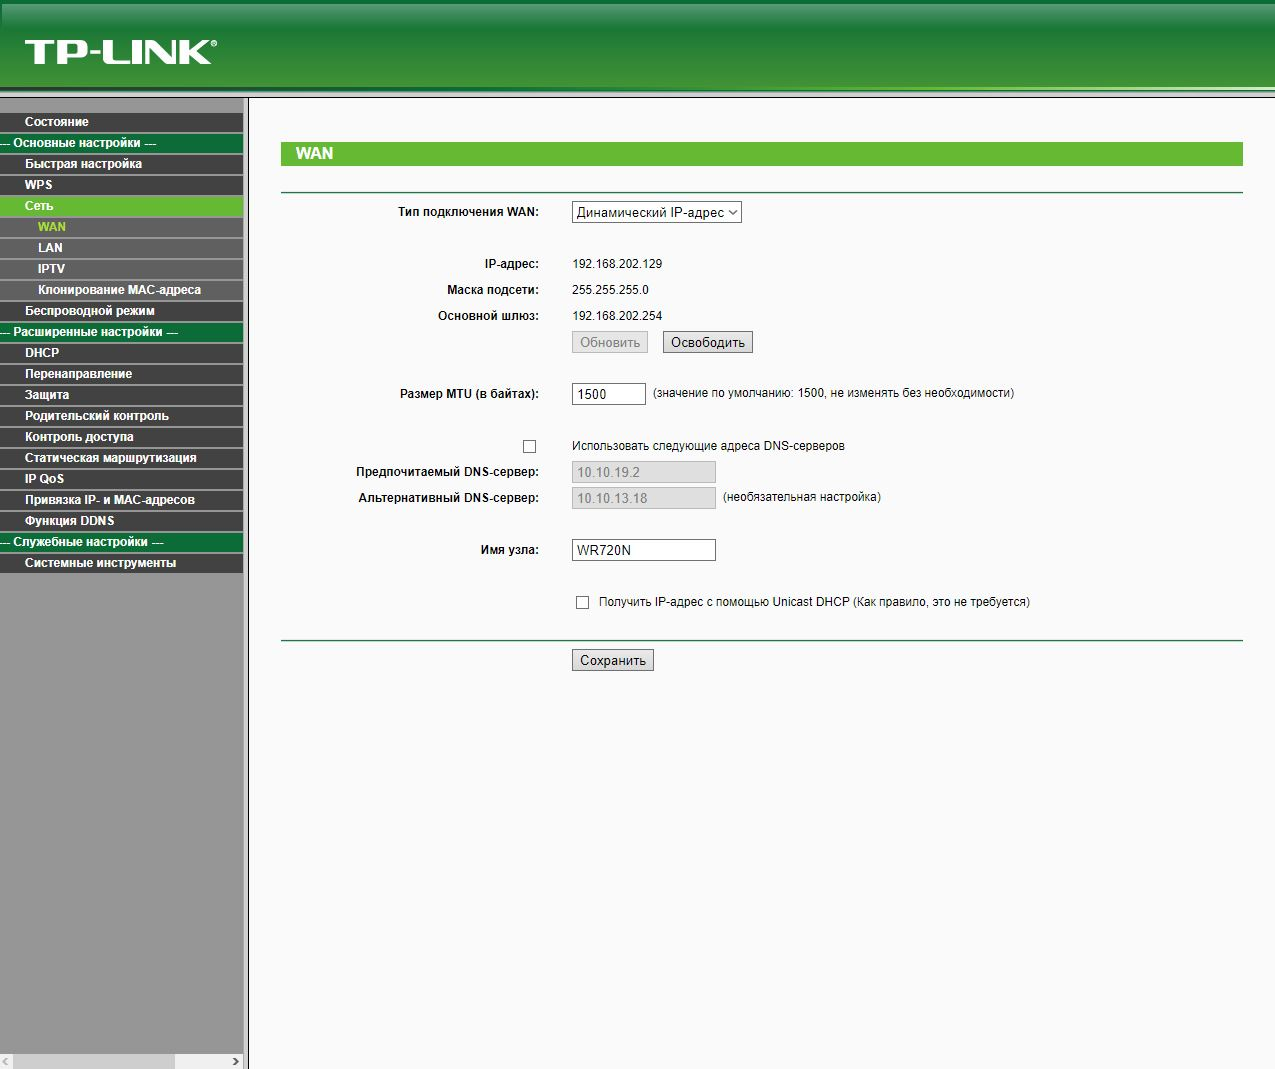 TP-LINK®
Состояние
--- Основные настройки ---
Быстрая настройка
WPS
Сеть
WAN
LAN
IPTV
Клонирование MAC-адреса
Беспроводной режим
--- Расширенные настройки ---
DHCP
Перенаправление
Защита
Родительский контроль
Контроль доступа
Статическая маршрутизация
IP QoS
Привязка IP- и MAC-адресов
Функция DDNS
--- Служебные настройки ---
Системные инструменты
WAN
Тип подключения WAN: Динамический IP-адрес
IP-адрес: 192.168.202.129
Маска подсети: 255.255.255.0
Основной шлюз: 192.168.202.254
Обновить Освободить
Размер MTU (в байтах): 1500 (значение по умолчанию: 1500, не изменять без необходимости)
Использовать следующие адреса DNS-серверов
Предпочитаемый DNS-сервер: 10.10.19.2
Альтернативный DNS-сервер: 10.10.13.18 (необязательная настройка)
Имя узла: WR720N
Получить IP-адрес с помощью Unicast DHCP (Как правило, это не требуется)
Сохранить